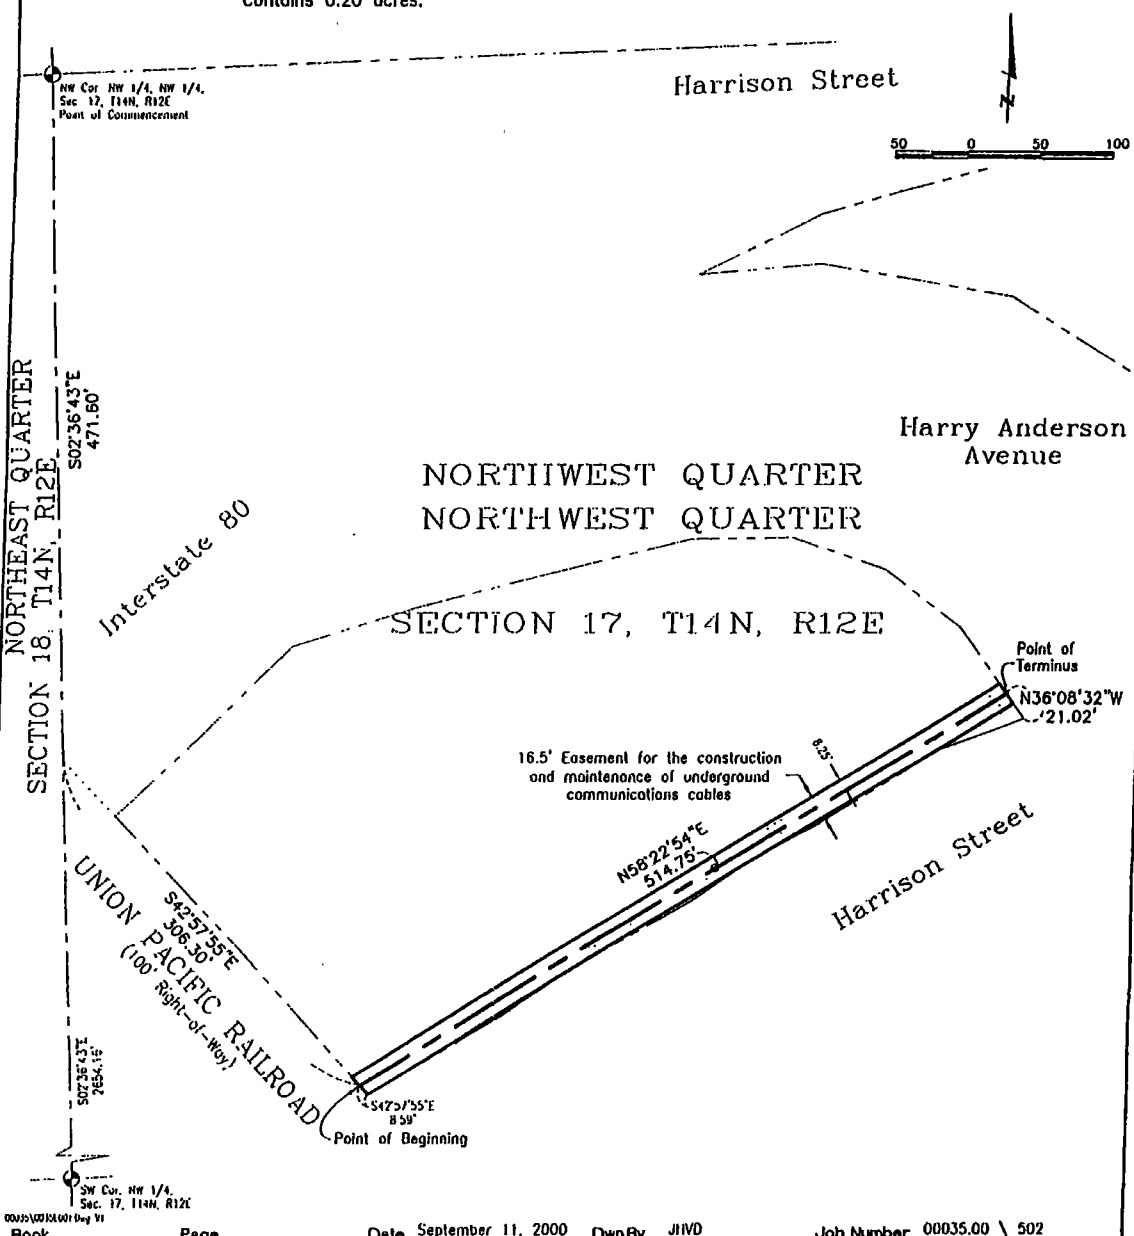 Contains 0.20 acres.
NW Cor NW 1/4, NW 1/4,
Sec 17, T14N, R12E
Point of Commencement
Harrison Street
N
50 0 50 100
S02°36'43"E
471.60'
NORTHEAST QUARTER
SECTION 18, T14N, R12E
Interstate 80
Harry Anderson
Avenue
NORTHWEST QUARTER
NORTHWEST QUARTER
SECTION 17, T14N, R12E
Point of
Terminus
N36°08'32"W
21.02'
16.5' Easement for the construction
and maintenance of underground
communications cables
8.25'
N58°22'54"E
514.75'
Harrison Street
S42°57'55"E
306.30'
UNION PACIFIC RAILROAD
(100' Right-of-Way)
S02°36'43"E
2654.16'
S42°57'55"E
8.59'
Point of Beginning
SW Cor. NW 1/4,
Sec. 17, T14N, R12E
Book Page Date September 11, 2000 Dwn.By JHVD Job Number 00035.00 \ 502